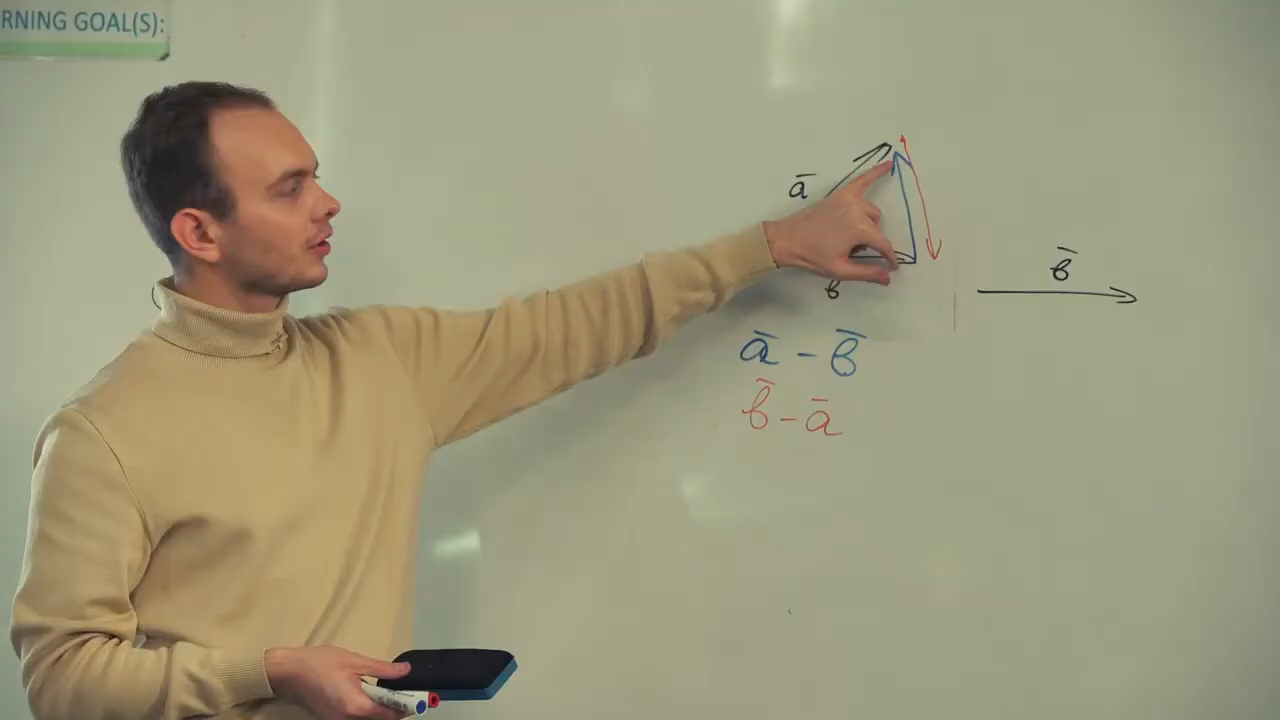 RNING GOAL(S):
a̅
в̅
в
a̅ - в̅
в̅ - a̅